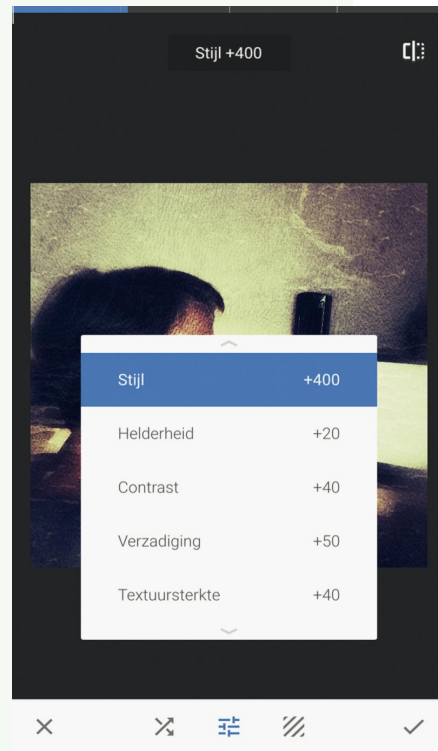 Stijl +400
Stijl +400
Helderheid +20
Contrast +40
Verzadiging +50
Textuursterkte +40